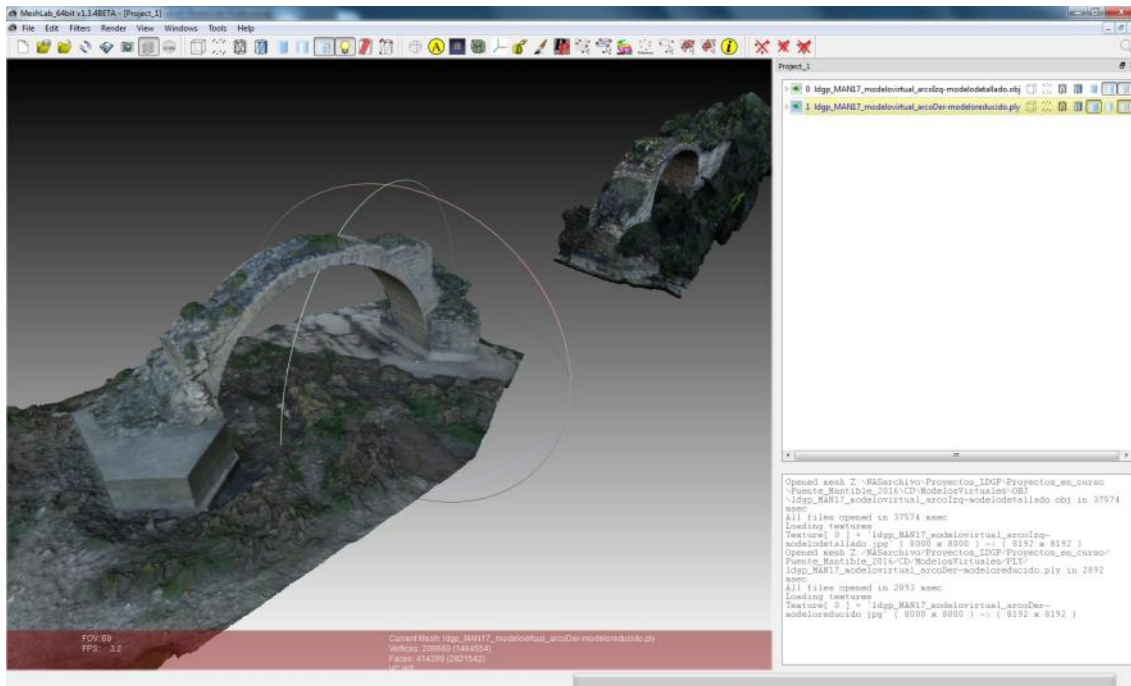 MeshLab_64bit v1.3.4BETA - [Project_1]
File Edit Filters Render View Windows Tools Help
Project_1
0 ldgp_MAN17_modelovirtual_arcoIzq-modelodetallado.obj
1 ldgp_MAN17_modelovirtual_arcoDer-modeloreducido.ply
Opened mesh Z:\NASarchivo\Proyectos_LDGP\Proyectos_en_curso
\Puente_Mantible_2016\CD\ModelosVirtuales\OBJ
\ldgp_MAN17_modelovirtual_arcoIzq-modelodetallado.obj in 37574
msec
All files opened in 37574 msec
Loading textures
Texture[ 0 ] = 'ldgp_MAN17_modelovirtual_arcoIzq-
modelodetallado.jpg' ( 8000 x 8000 ) -> ( 8192 x 8192 )
Opened mesh Z:/NASarchivo/Proyectos_LDGP/Proyectos_en_curso/
Puente_Mantible_2016/CD/ModelosVirtuales/PLY/
ldgp_MAN17_modelovirtual_arcoDer-modeloreducido.ply in 2892
msec
All files opened in 2893 msec
Loading textures
Texture[ 0 ] = 'ldgp_MAN17_modelovirtual_arcoDer-
modeloreducido.jpg' ( 8000 x 8000 ) -> ( 8192 x 8192 )
FOV: 60
FPS: 3.2
Current Mesh: ldgp_MAN17_modelovirtual_arcoDer-modeloreducido.ply
Vertices: 208660 (1464554)
Faces: 414389 (2921542)
VC WT